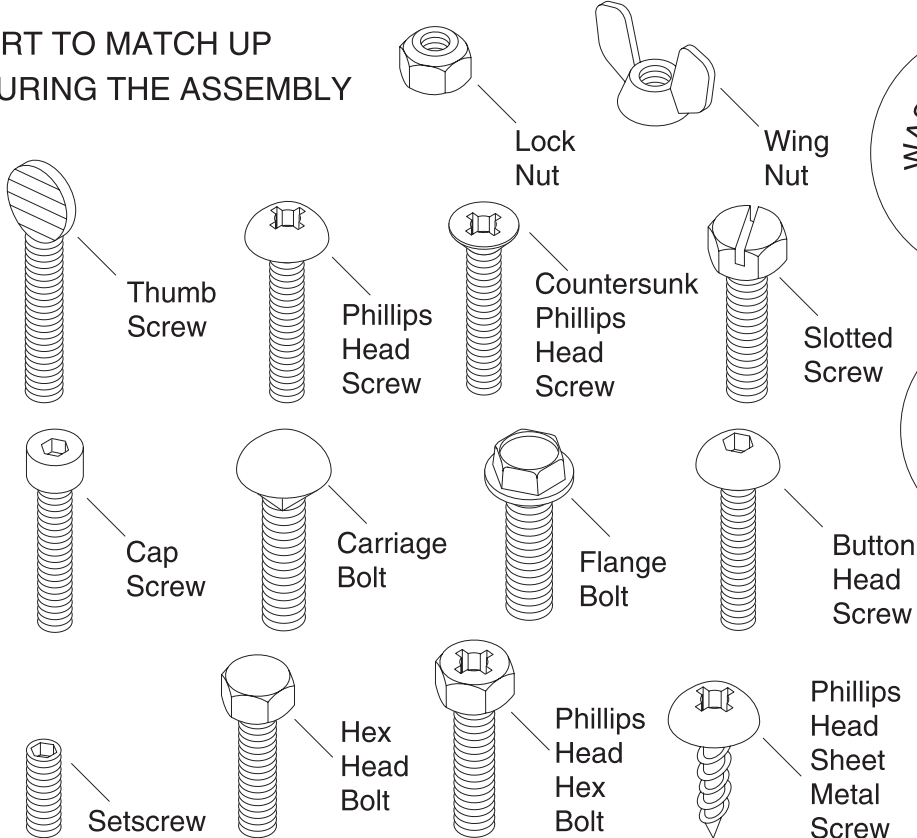 RT TO MATCH UP
URING THE ASSEMBLY
Lock
Nut
Wing
Nut
Thumb
Screw
Phillips
Head
Screw
Countersunk
Phillips
Head
Screw
Slotted
Screw
Cap
Screw
Carriage
Bolt
Flange
Bolt
Button
Head
Screw
Setscrew
Hex
Head
Bolt
Phillips
Head
Hex
Bolt
Phillips
Head
Sheet
Metal
Screw